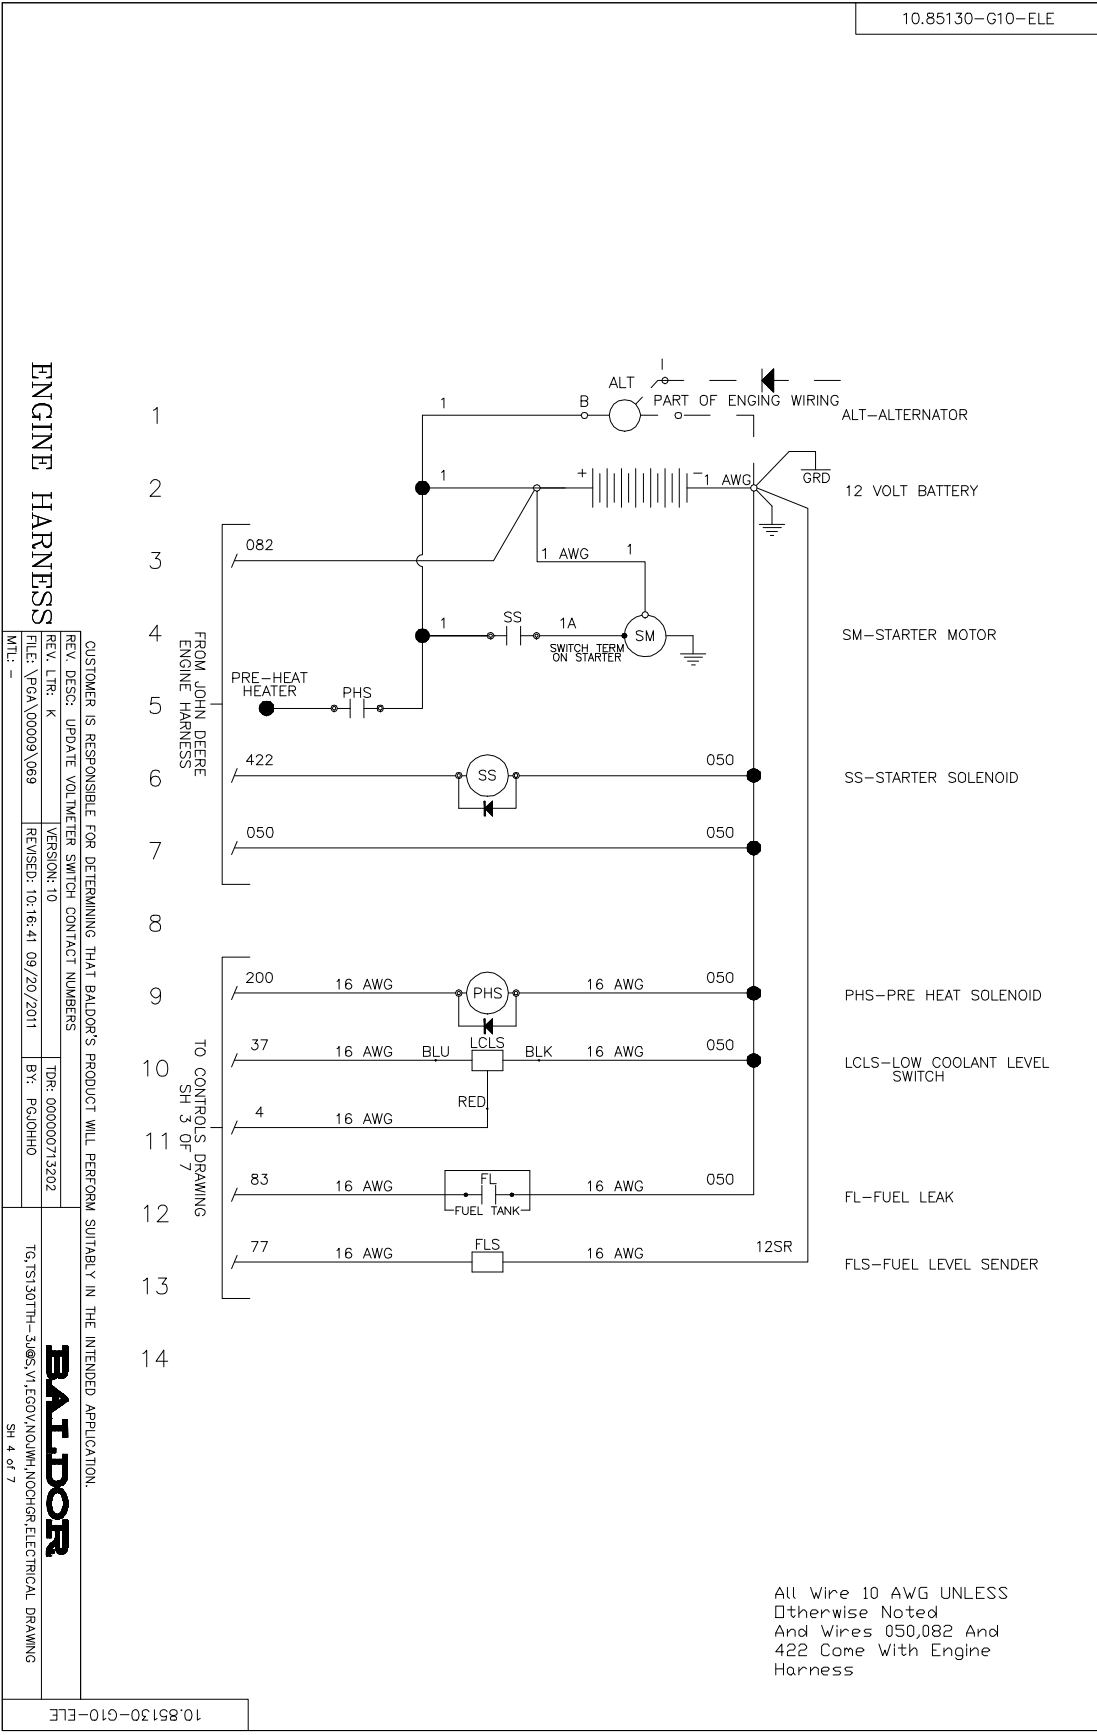 10.85130-G10-ELE
ALT
I
B
PART OF ENGING WIRING
1
1
ALT-ALTERNATOR
2
1
+
-
1 AWG
GRD
12 VOLT BATTERY
3
082
1 AWG
1
4
1
SS
1A
SWITCH TERM
ON STARTER
SM
SM-STARTER MOTOR
FROM JOHN DEERE
ENGINE HARNESS
5
PRE-HEAT
HEATER
PHS
6
422
SS
050
SS-STARTER SOLENOID
7
050
050
8
9
200
16 AWG
PHS
16 AWG
050
PHS-PRE HEAT SOLENOID
10
37
16 AWG
BLU
LCLS
BLK
16 AWG
050
LCLS-LOW COOLANT LEVEL
SWITCH
TO CONTROLS DRAWING
SH 3 OF 7
RED
11
4
16 AWG
12
83
16 AWG
FL
FUEL TANK
16 AWG
050
FL-FUEL LEAK
13
77
16 AWG
FLS
16 AWG
12SR
FLS-FUEL LEVEL SENDER
14
All Wire 10 AWG UNLESS
Otherwise Noted
And Wires 050,082 And
422 Come With Engine
Harness
ENGINE HARNESS
CUSTOMER IS RESPONSIBLE FOR DETERMINING THAT BALDOR'S PRODUCT WILL PERFORM SUITABLY IN THE INTENDED APPLICATION.
REV. DESC: UPDATE VOLTMETER SWITCH CONTACT NUMBERS
REV. LTR: K
VERSION: 10
TDR: 000000713202
FILE: \PGA\00009\069
REVISED: 10:16:41 09/20/2011
BY: PGJOHHO
MTL: -
BALDOR
TG,TS130TTH-3J@S,V1,EGOV,NOJWH,NOCHGR,ELECTRICAL DRAWING
SH 4 of 7
10.85130-G10-ELE